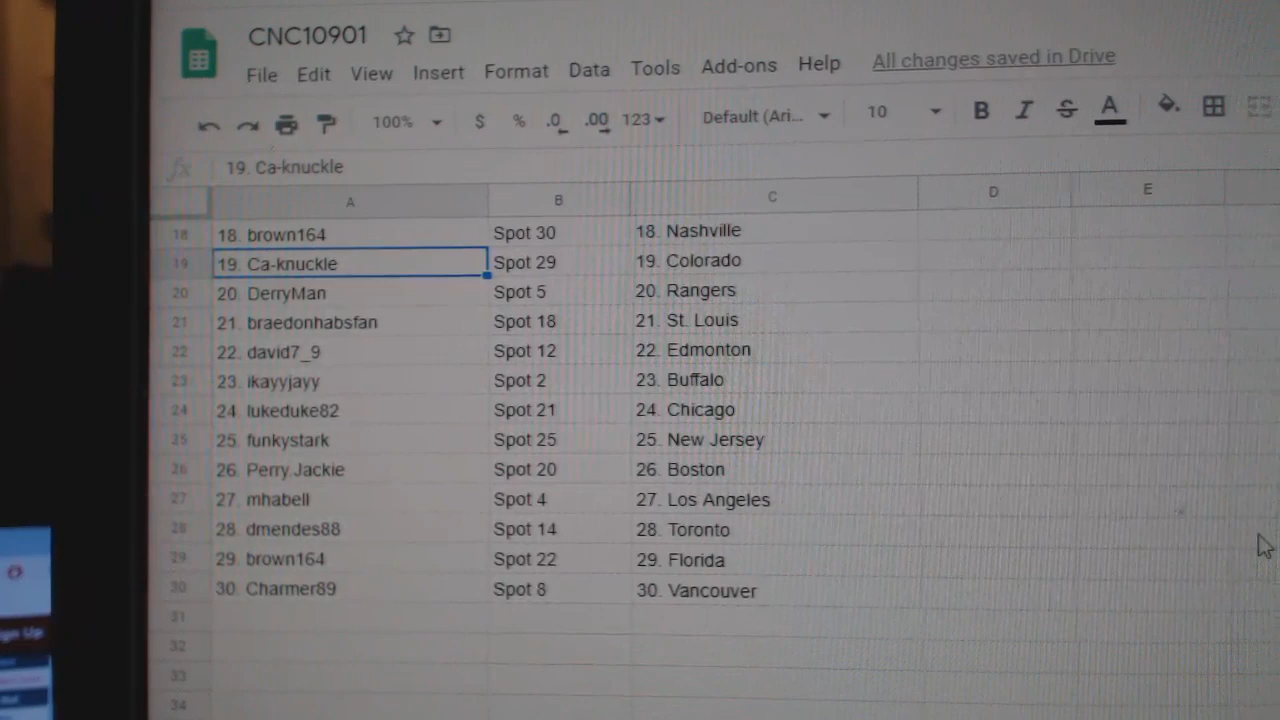 CNC10901
File Edit View Insert Format Data Tools Add-ons Help All changes saved in Drive
100% $ % .0 .00 123 Default (Ari... 10 B I S A
fx 19. Ca-knuckle
A B C D E
18 18. brown164 Spot 30 18. Nashville
19 19. Ca-knuckle Spot 29 19. Colorado
20 20. DerryMan Spot 5 20. Rangers
21 21. braedonhabsfan Spot 18 21. St. Louis
22 22. david7_9 Spot 12 22. Edmonton
23 23. ikayyjayy Spot 2 23. Buffalo
24 24. lukeduke82 Spot 21 24. Chicago
25 25. funkystark Spot 25 25. New Jersey
26 26. Perry.Jackie Spot 20 26. Boston
27 27. mhabell Spot 4 27. Los Angeles
28 28. dmendes88 Spot 14 28. Toronto
29 29. brown164 Spot 22 29. Florida
30 30. Charmer89 Spot 8 30. Vancouver
31
32
33
34
gn Up